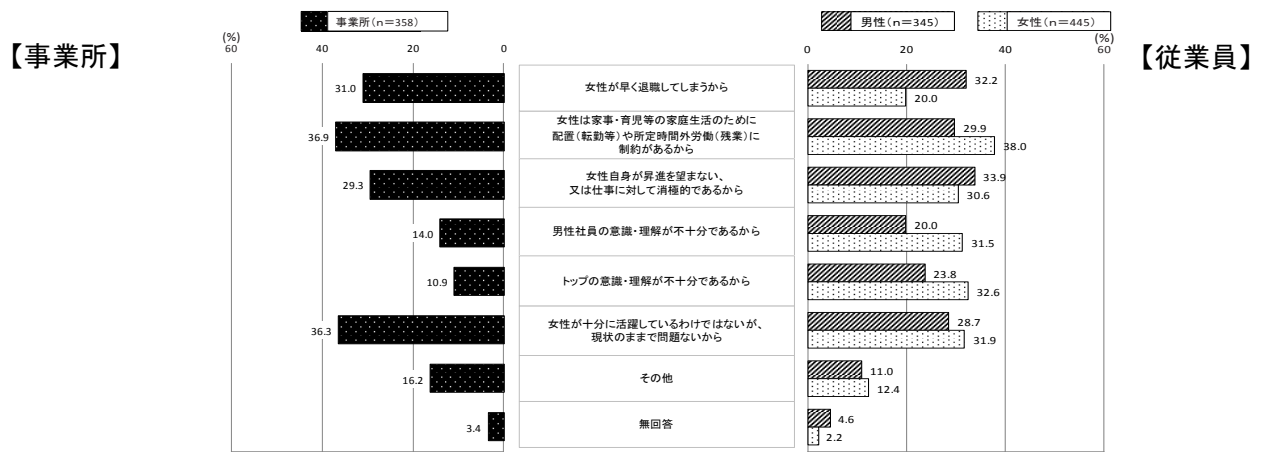 事業所(n=358)
男性(n=345)
女性(n=445)
【事業所】
【従業員】
(%)
60 40 20 0
(%)
0 20 40 60
31.0
女性が早く退職してしまうから
32.2
20.0
36.9
女性は家事・育児等の家庭生活のために
配置(転勤等)や所定時間外労働(残業)に
制約があるから
29.9
38.0
29.3
女性自身が昇進を望まない、
又は仕事に対して消極的であるから
33.9
30.6
14.0
男性社員の意識・理解が不十分であるから
20.0
31.5
10.9
トップの意識・理解が不十分であるから
23.8
32.6
36.3
女性が十分に活躍しているわけではないが、
現状のままで問題ないから
28.7
31.9
16.2
その他
11.0
12.4
3.4
無回答
4.6
2.2